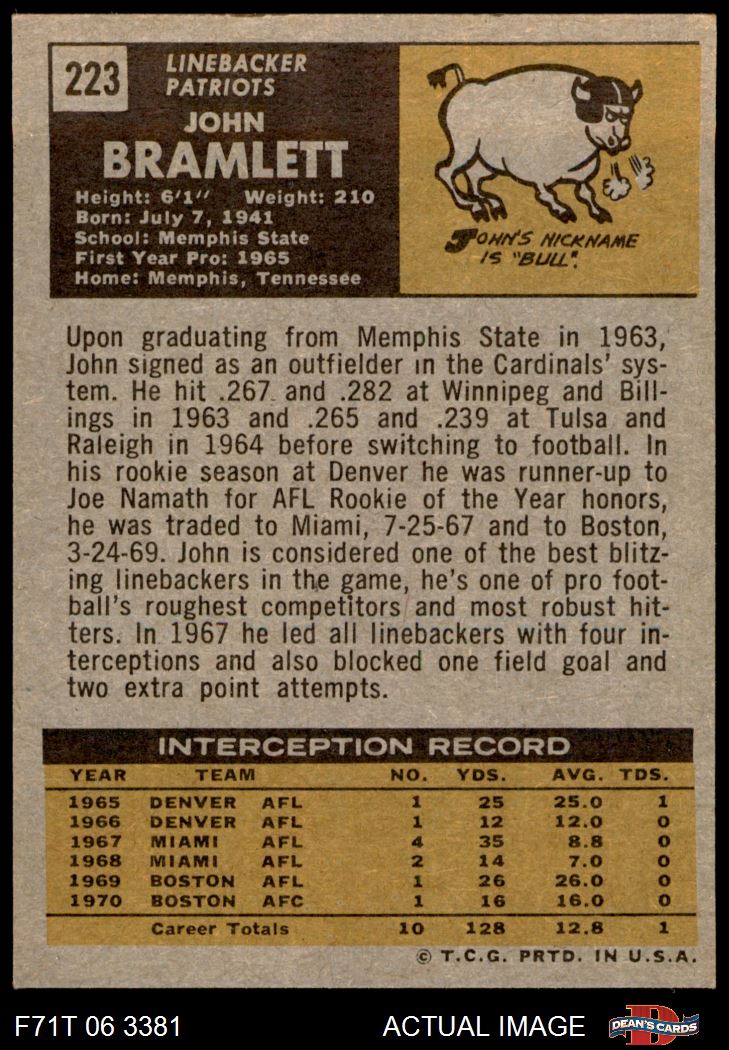 223
LINEBACKER
PATRIOTS
JOHN
BRAMLETT
Height: 6'1" Weight: 210
Born: July 7, 1941
School: Memphis State
First Year Pro: 1965
Home: Memphis, Tennessee
JOHN'S NICKNAME
IS "BULL".
Upon graduating from Memphis State in 1963,
John signed as an outfielder in the Cardinals' sys-
tem. He hit .267 and .282 at Winnipeg and Bill-
ings in 1963 and .265 and .239 at Tulsa and
Raleigh in 1964 before switching to football. In
his rookie season at Denver he was runner-up to
Joe Namath for AFL Rookie of the Year honors,
he was traded to Miami, 7-25-67 and to Boston,
3-24-69. John is considered one of the best blitz-
ing linebackers in the game, he's one of pro foot-
ball's roughest competitors and most robust hit-
ters. In 1967 he led all linebackers with four in-
terceptions and also blocked one field goal and
two extra point attempts.
INTERCEPTION RECORD
YEAR TEAM NO. YDS. AVG. TDS.
1965 DENVER AFL 1 25 25.0 1
1966 DENVER AFL 1 12 12.0 0
1967 MIAMI AFL 4 35 8.8 0
1968 MIAMI AFL 2 14 7.0 0
1969 BOSTON AFL 1 26 26.0 0
1970 BOSTON AFC 1 16 16.0 0
Career Totals 10 128 12.8 1
© T.C.G. PRTD. IN U.S.A.
F71T 06 3381 ACTUAL IMAGE D DEAN'S CARDS